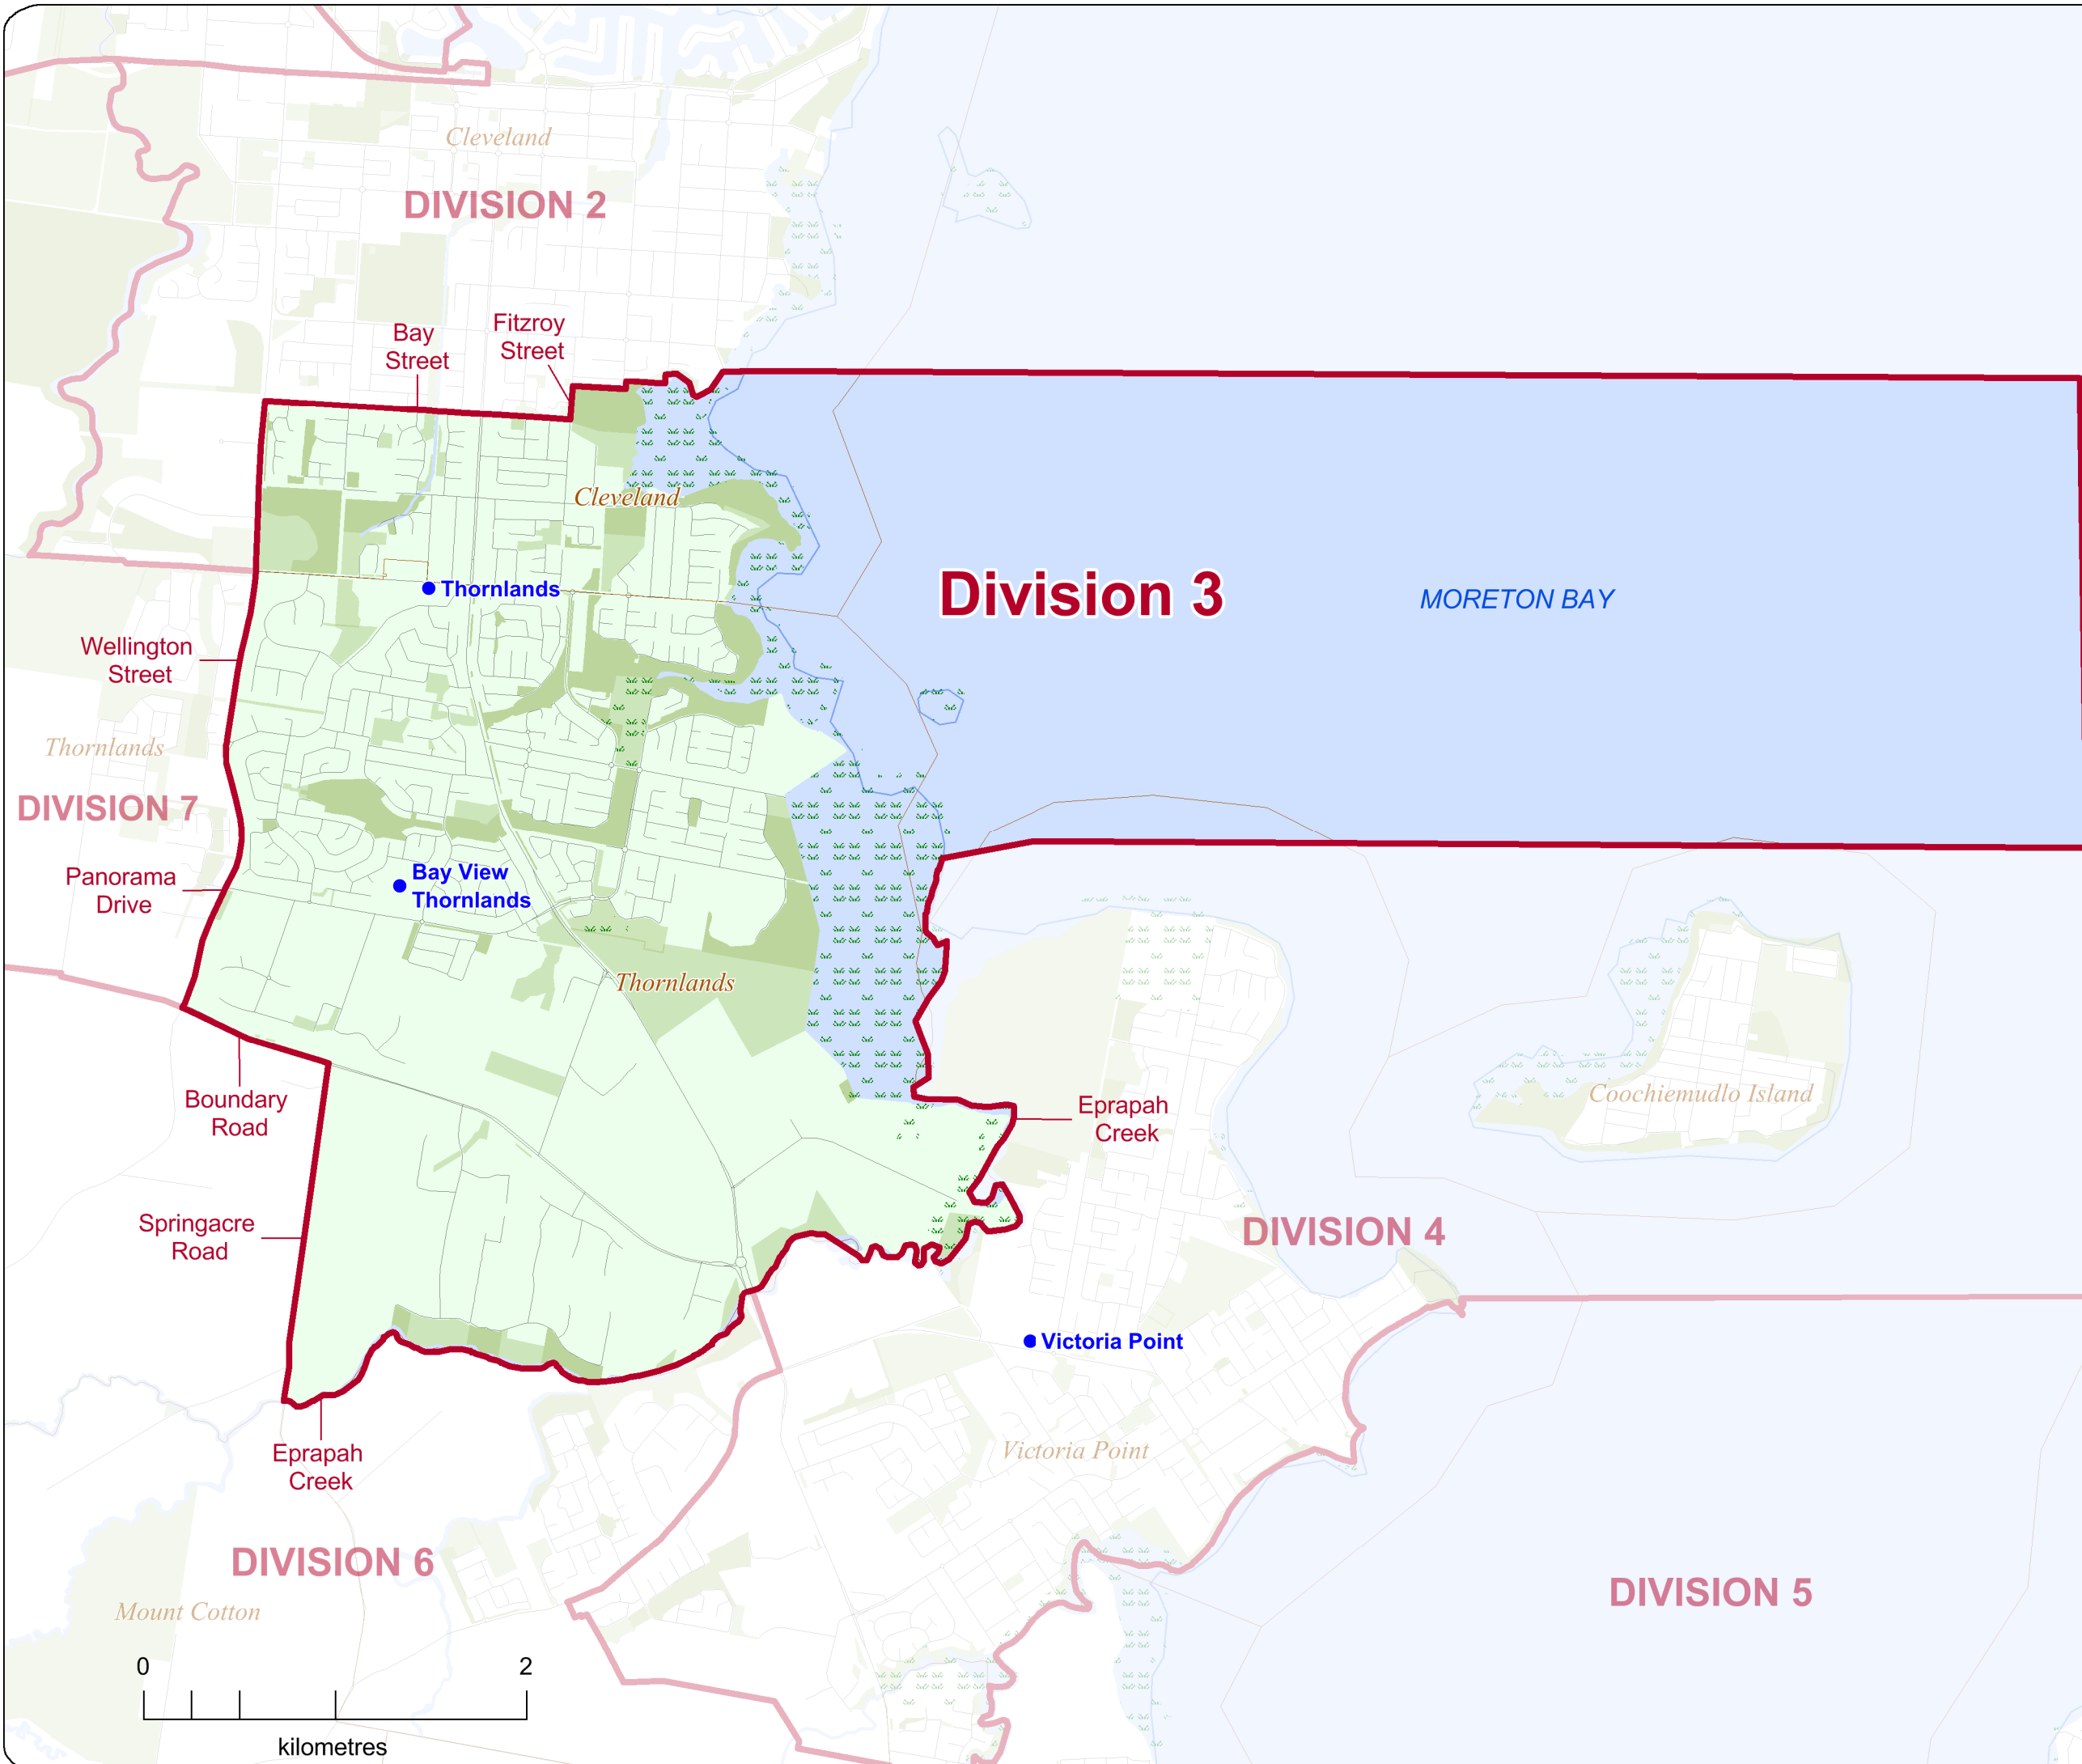 Cleveland
DIVISION 2
Fitzroy
Street
Bay
Street
Cleveland
Thornlands
Division 3
MORETON BAY
Wellington
Street
Thornlands
DIVISION 7
Panorama
Drive
Bay View
Thornlands
Thornlands
Boundary
Road
Eprapah
Creek
Coochiemudlo Island
Springacre
Road
DIVISION 4
Victoria Point
Eprapah
Creek
Victoria Point
DIVISION 6
DIVISION 5
Mount Cotton
0
2
kilometres